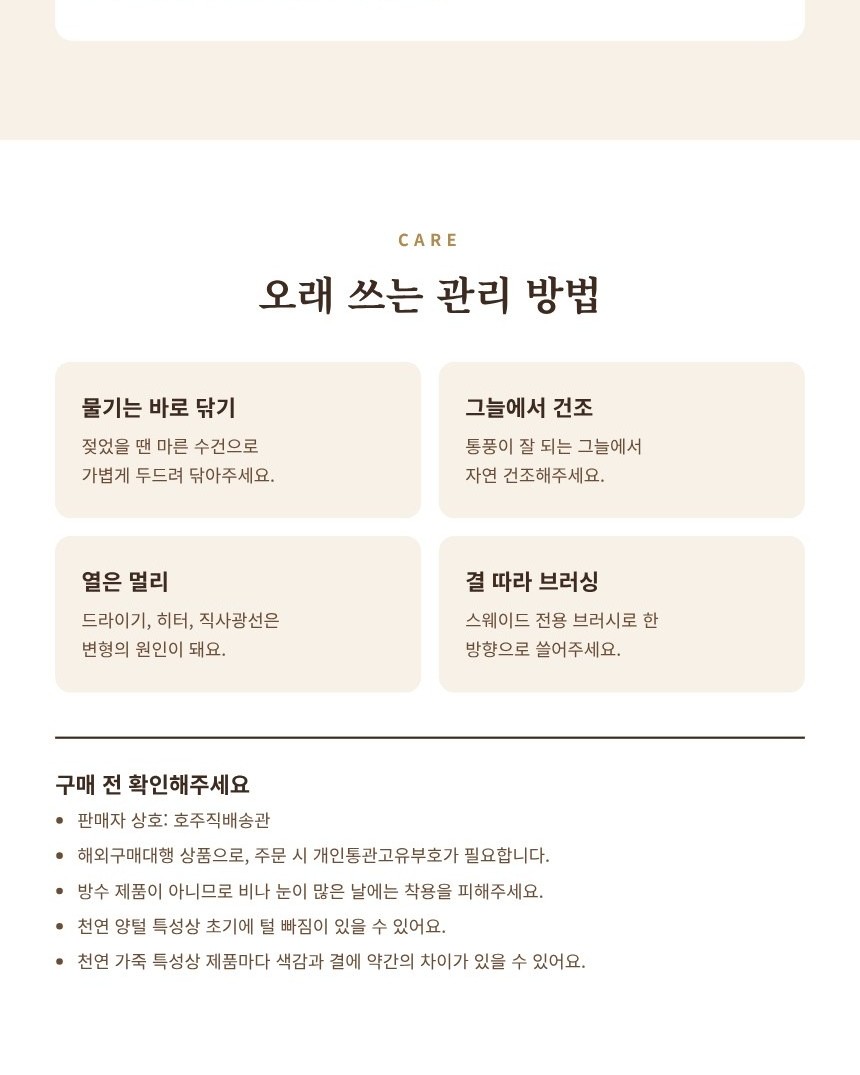 CARE
오래 쓰는 관리 방법
물기는 바로 닦기
젖었을 땐 마른 수건으로
가볍게 두드려 닦아주세요.
그늘에서 건조
통풍이 잘 되는 그늘에서
자연 건조해주세요.
열은 멀리
드라이기, 히터, 직사광선은
변형의 원인이 돼요.
결 따라 브러싱
스웨이드 전용 브러시로 한
방향으로 쓸어주세요.
구매 전 확인해주세요
• 판매자 상호: 호주직배송관
• 해외구매대행 상품으로, 주문 시 개인통관고유부호가 필요합니다.
• 방수 제품이 아니므로 비나 눈이 많은 날에는 착용을 피해주세요.
• 천연 양털 특성상 초기에 털 빠짐이 있을 수 있어요.
• 천연 가죽 특성상 제품마다 색감과 결에 약간의 차이가 있을 수 있어요.